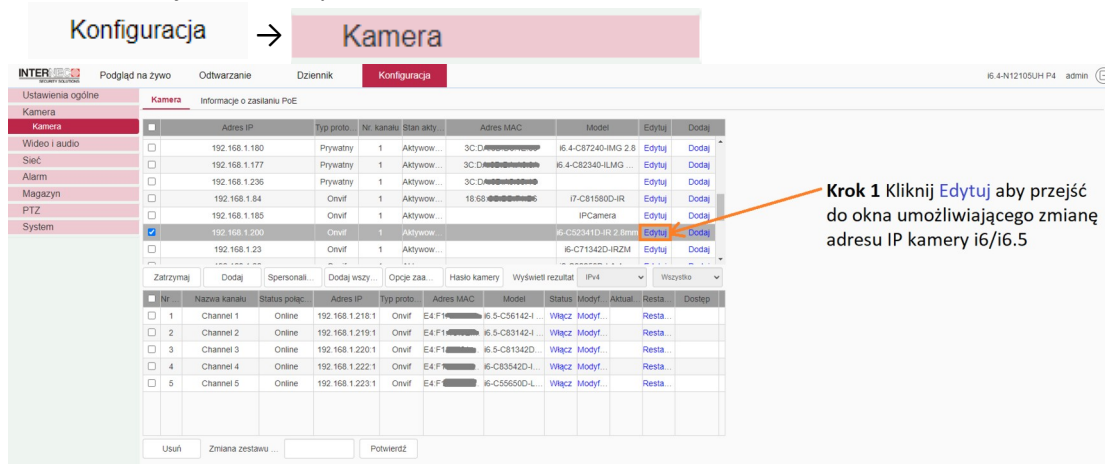 Konfiguracja → Kamera
INTER
SECURITY SOLUTIONS
Podgląd na żywo Odtwarzanie Dziennik Konfiguracja i6.4-N12105UH P4 admin
Ustawienia ogólne
Kamera
Kamera
Wideo i audio
Sieć
Alarm
Magazyn
PTZ
System
Kamera Informacje o zasilaniu PoE
Adres IP Typ proto... Nr. kanału Stan akty... Adres MAC Model Edytuj Dodaj
192.168.1.180 Prywatny 1 Aktywow... 3C:D i6.4-C87240-IMG 2.8 Edytuj Dodaj
192.168.1.177 Prywatny 1 Aktywow... 3C:D i6.4-C82340-ILMG ... Edytuj Dodaj
192.168.1.236 Prywatny 1 Aktywow... 3C:D Edytuj Dodaj
192.168.1.84 Onvif 1 Aktywow... 18:68: i7-C81580D-IR Edytuj Dodaj
192.168.1.185 Onvif 1 Aktywow... IPCamera Edytuj Dodaj
192.168.1.200 Onvif 1 Aktywow... i6-C52341D-IR 2.8mm Edytuj Dodaj
192.168.1.23 Onvif 1 Aktywow... i6-C71342D-IRZM Edytuj Dodaj
Zatrzymaj Dodaj Spersonali... Dodaj wszy... Opcje zaa... Hasło kamery Wyświetl rezultat IPv4 Wszystko
Nr ... Nazwa kanału Status połąc... Adres IP Typ proto... Adres MAC Model Status Modyf... Aktual... Resta... Dostęp
1 Channel 1 Online 192.168.1.218:1 Onvif E4:F1 i6.5-C56142-I ... Włącz Modyf... Resta...
2 Channel 2 Online 192.168.1.219:1 Onvif E4:F1 i6.5-C83142-I ... Włącz Modyf... Resta...
3 Channel 3 Online 192.168.1.220:1 Onvif E4:F1 i6.5-C81342D... Włącz Modyf... Resta...
4 Channel 4 Online 192.168.1.222:1 Onvif E4:F i6-C83542D-I... Włącz Modyf... Resta...
5 Channel 5 Online 192.168.1.223:1 Onvif E4:F i6-C55650D-L... Włącz Modyf... Resta...
Usuń Zmiana zestawu ... Potwierdź
Krok 1 Kliknij Edytuj aby przejść
do okna umożliwiającego zmianę
adresu IP kamery i6/i6.5